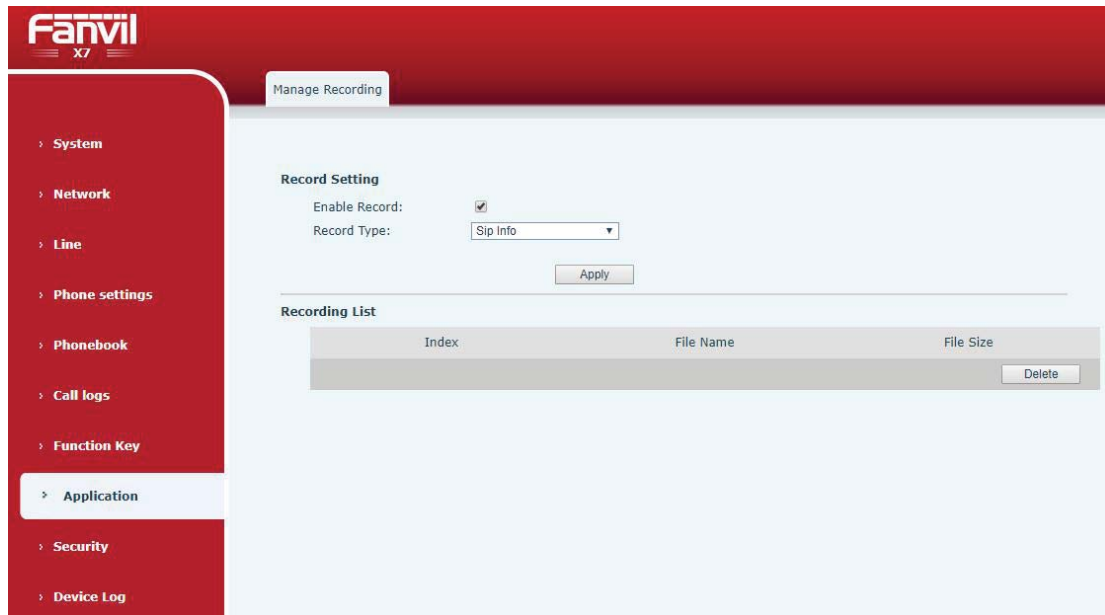 Fanvil
X7
Manage Recording
› System
› Network
› Line
› Phone settings
› Phonebook
› Call logs
› Function Key
› Application
› Security
› Device Log
Record Setting
Enable Record:
Record Type: Sip Info
Apply
Recording List
Index File Name File Size
Delete